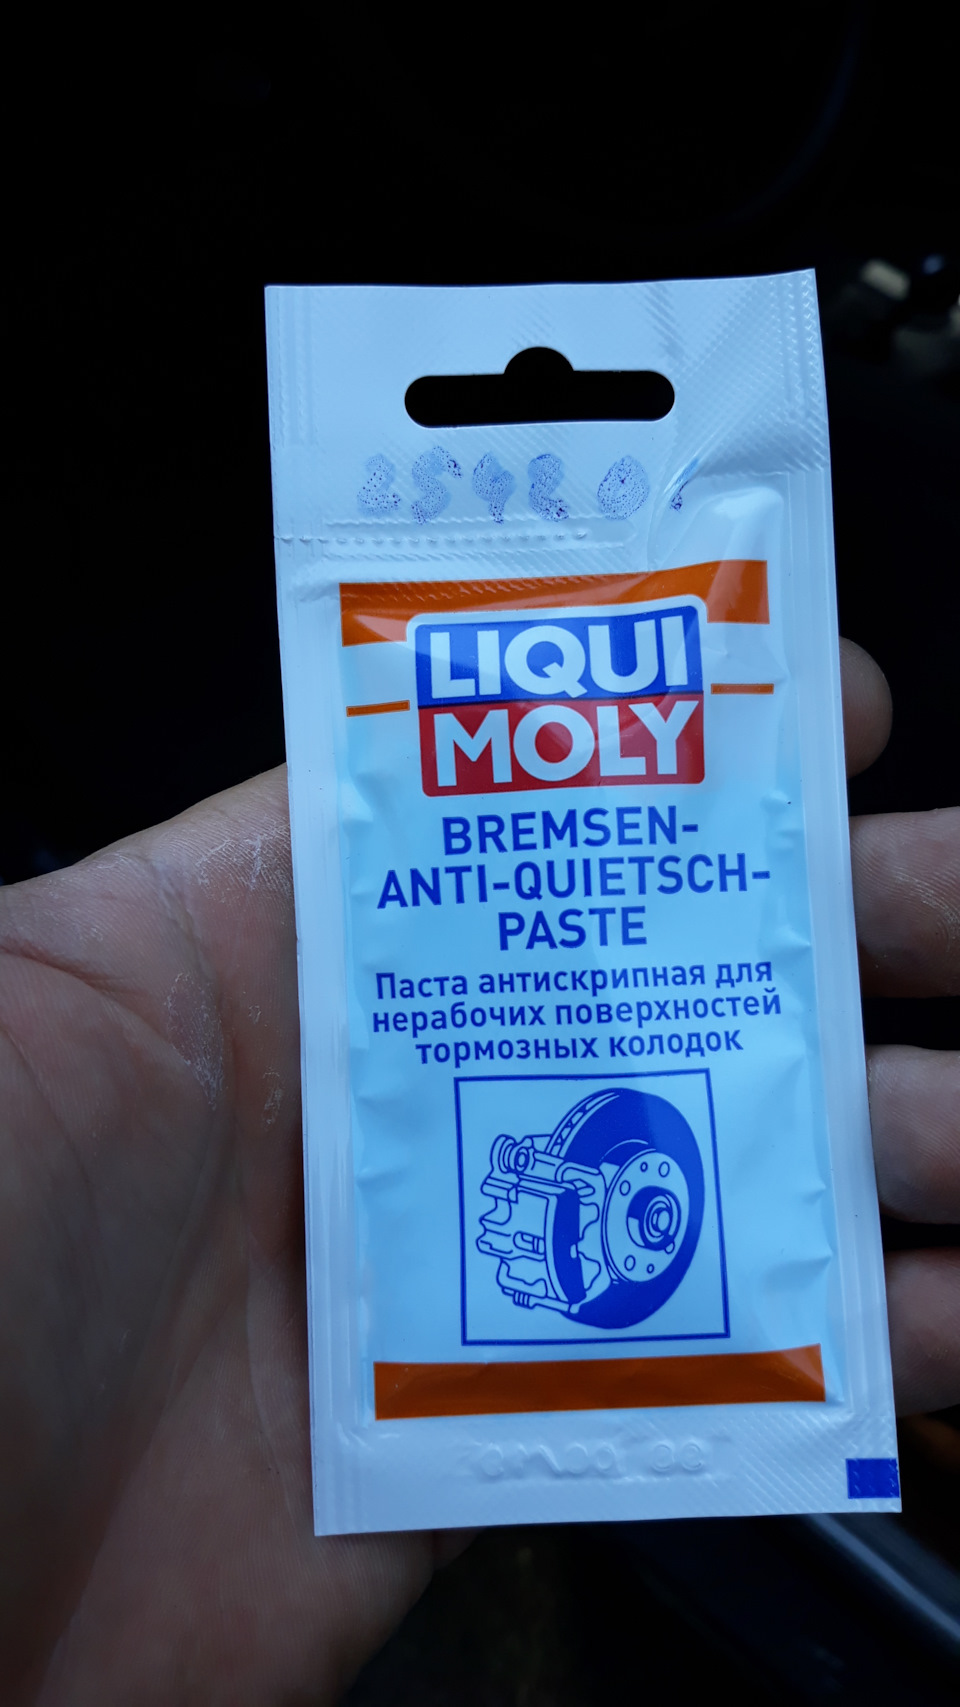 LIQUI
MOLY
BREMSEN-
ANTI-QUIETSCH-
PASTE
Паста антискрипная для
нерабочих поверхностей
тормозных колодок